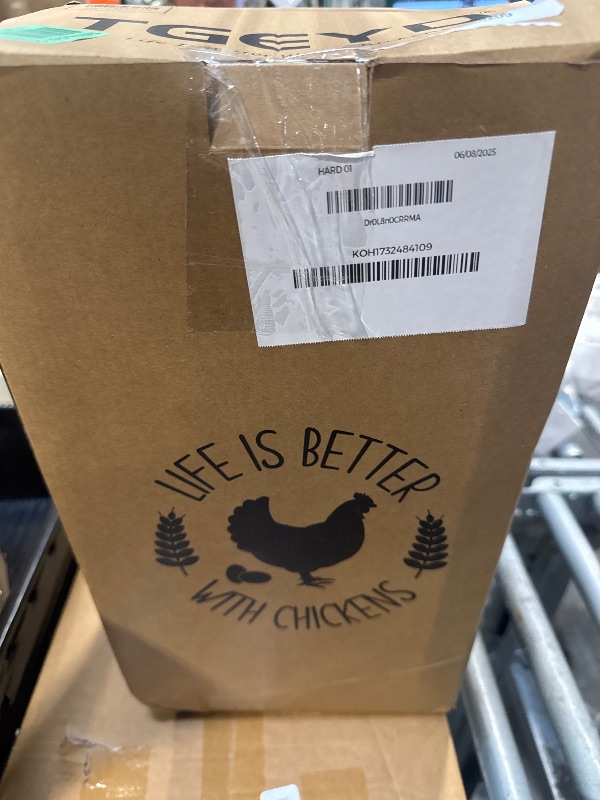 TGEYD
HARD 01
06/08/2025
Dr0L8n0CRRMA
KOH1732484109
LIFE IS BETTER
WITH CHICKENS